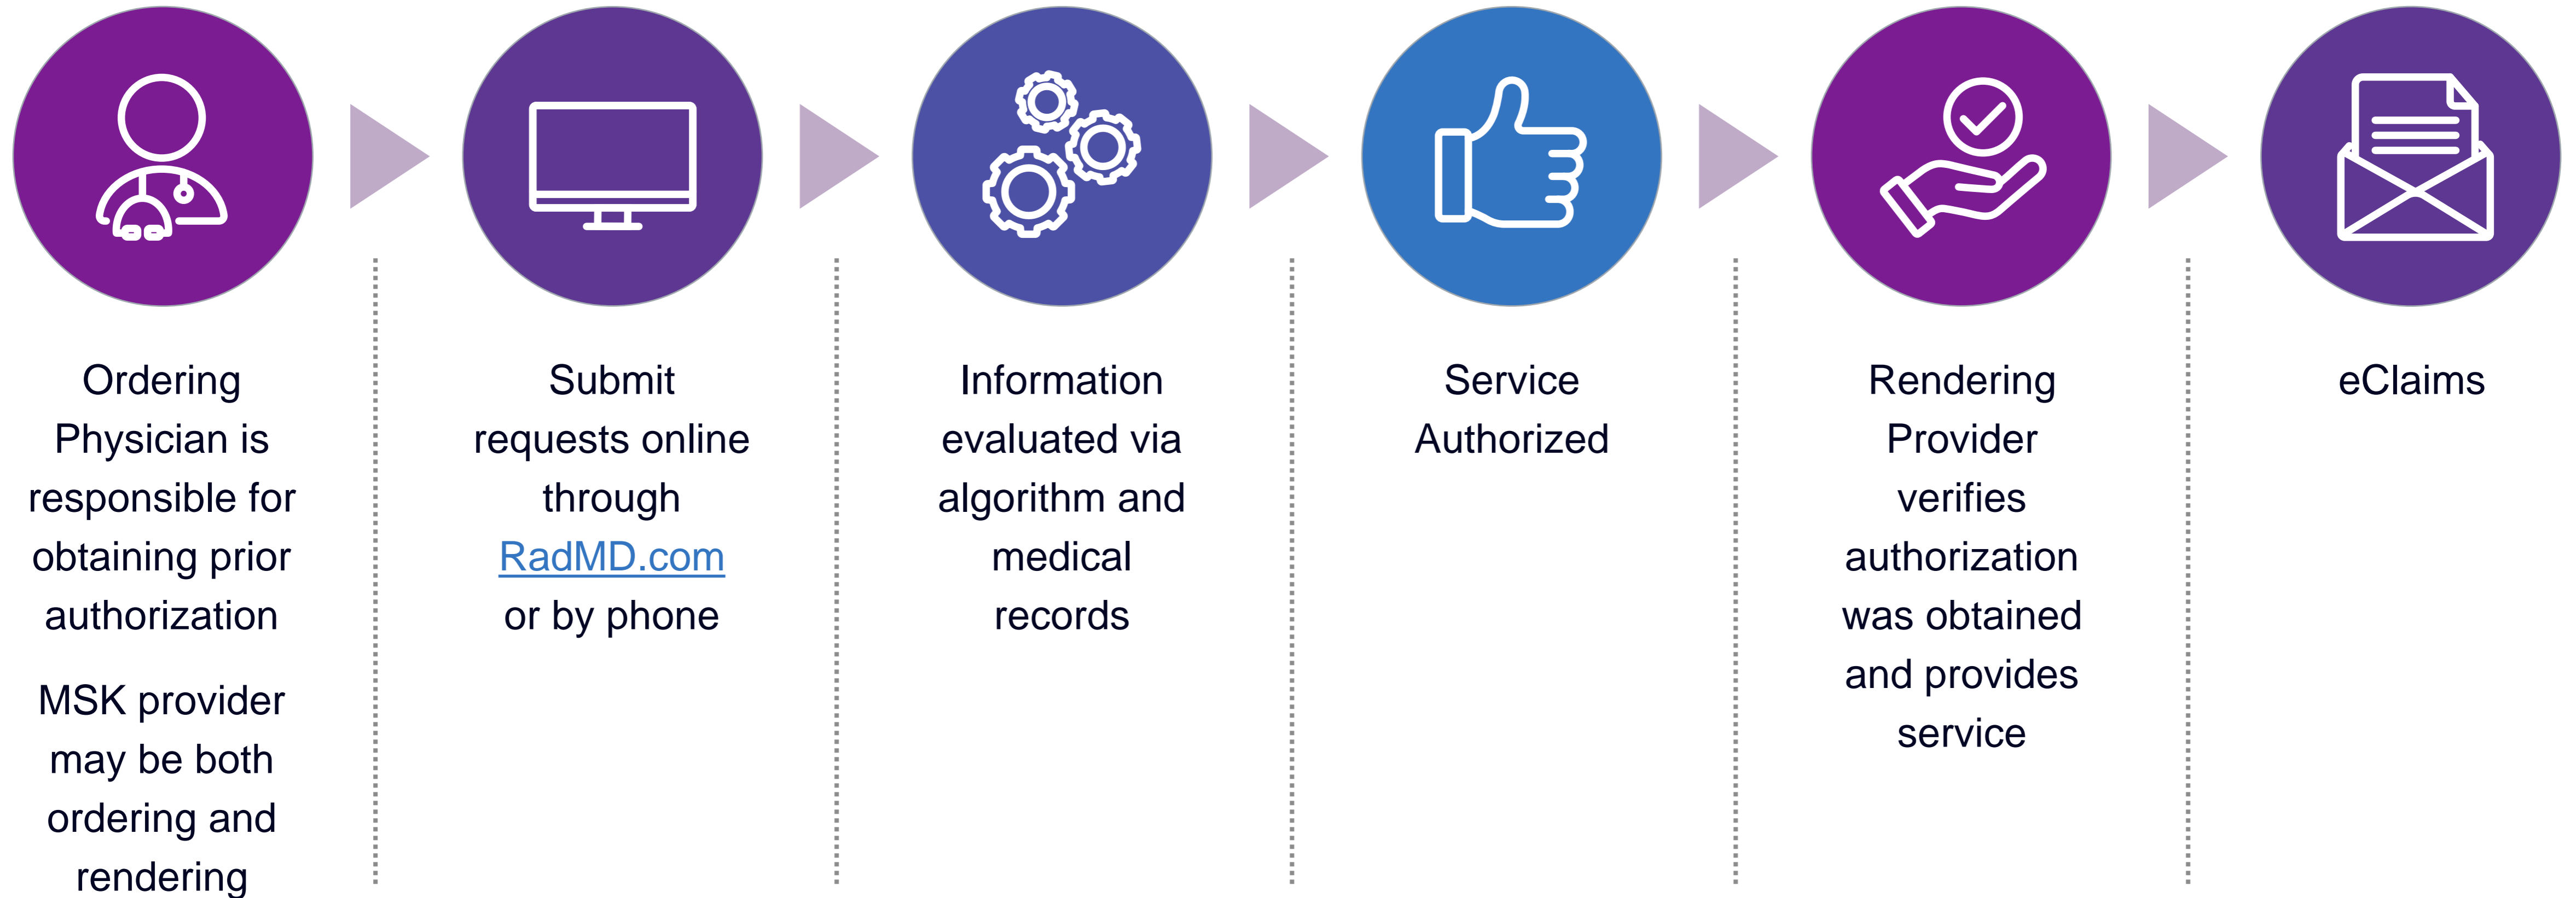 Ordering
Physician is
responsible for
obtaining prior
authorization
MSK provider
may be both
ordering and
rendering
Submit
requests online
through
RadMD.com
or by phone
Information
evaluated via
algorithm and
medical
records
Service
Authorized
Rendering
Provider
verifies
authorization
was obtained
and provides
service
eClaims